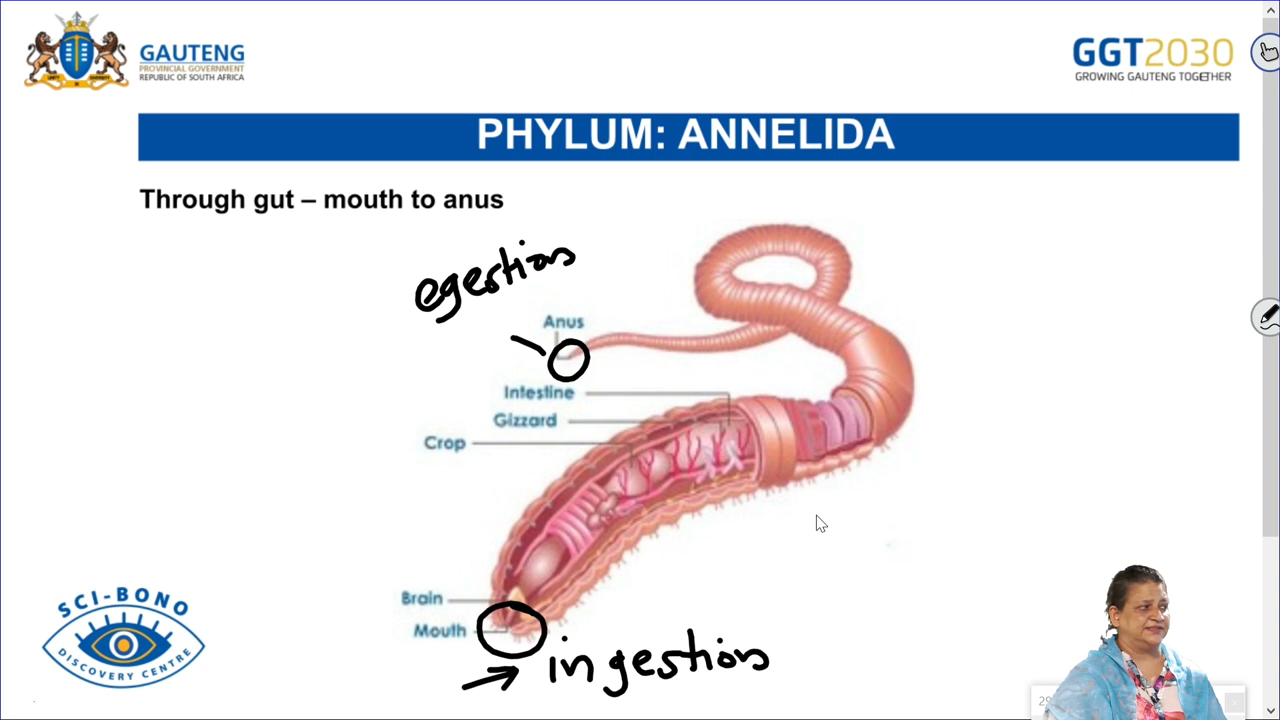 GAUTENG
PROVINCIAL GOVERNMENT
REPUBLIC OF SOUTH AFRICA
GGT2030
GROWING GAUTENG TOGETHER
PHYLUM: ANNELIDA
Through gut – mouth to anus
egestion
Anus
Intestine
Gizzard
Crop
Brain
Mouth
ingestion
SCI-BONO
DISCOVERY CENTRE
29